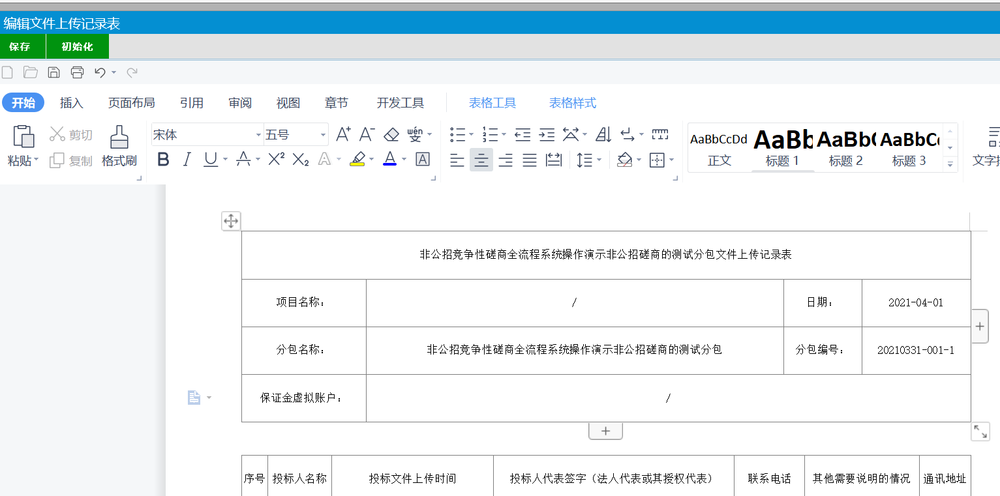 编辑文件上传记录表
保存 初始化
开始 插入 页面布局 引用 审阅 视图 章节 开发工具 表格工具 表格样式
粘贴 剪切 复制 格式刷
宋体 五号 A+ A- wén
B I U A X² X₂ A A A
AaBbCcDd AaBb AaBb( AaBbC
正文 标题 1 标题 2 标题 3
非公招竞争性磋商全流程系统操作演示非公招磋商的测试分包文件上传记录表
项目名称: / 日期: 2021-04-01
分包名称: 非公招竞争性磋商全流程系统操作演示非公招磋商的测试分包 分包编号: 20210331-001-1
保证金虚拟账户: /
序号 投标人名称 投标文件上传时间 投标人代表签字（法人代表或其授权代表） 联系电话 其他需要说明的情况 通讯地址